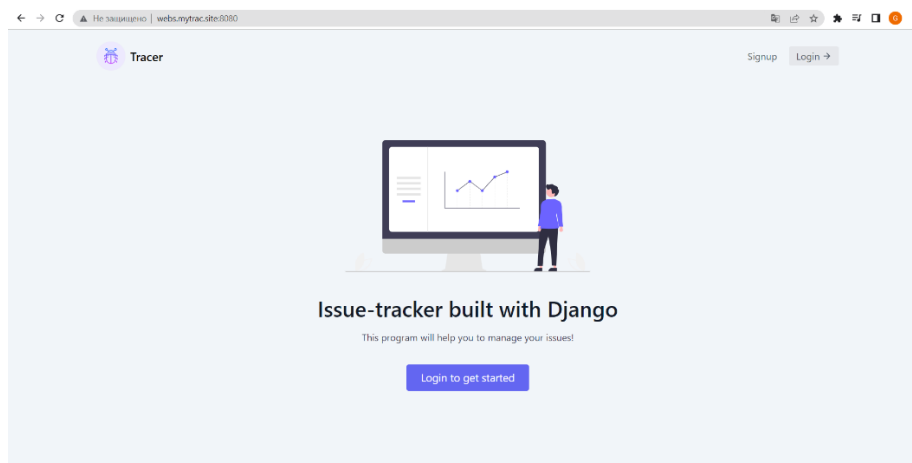 Не защищено | webs.mytrac.site:8080
G
Tracer
Signup
Login →
Issue-tracker built with Django
This program will help you to manage your issues!
Login to get started